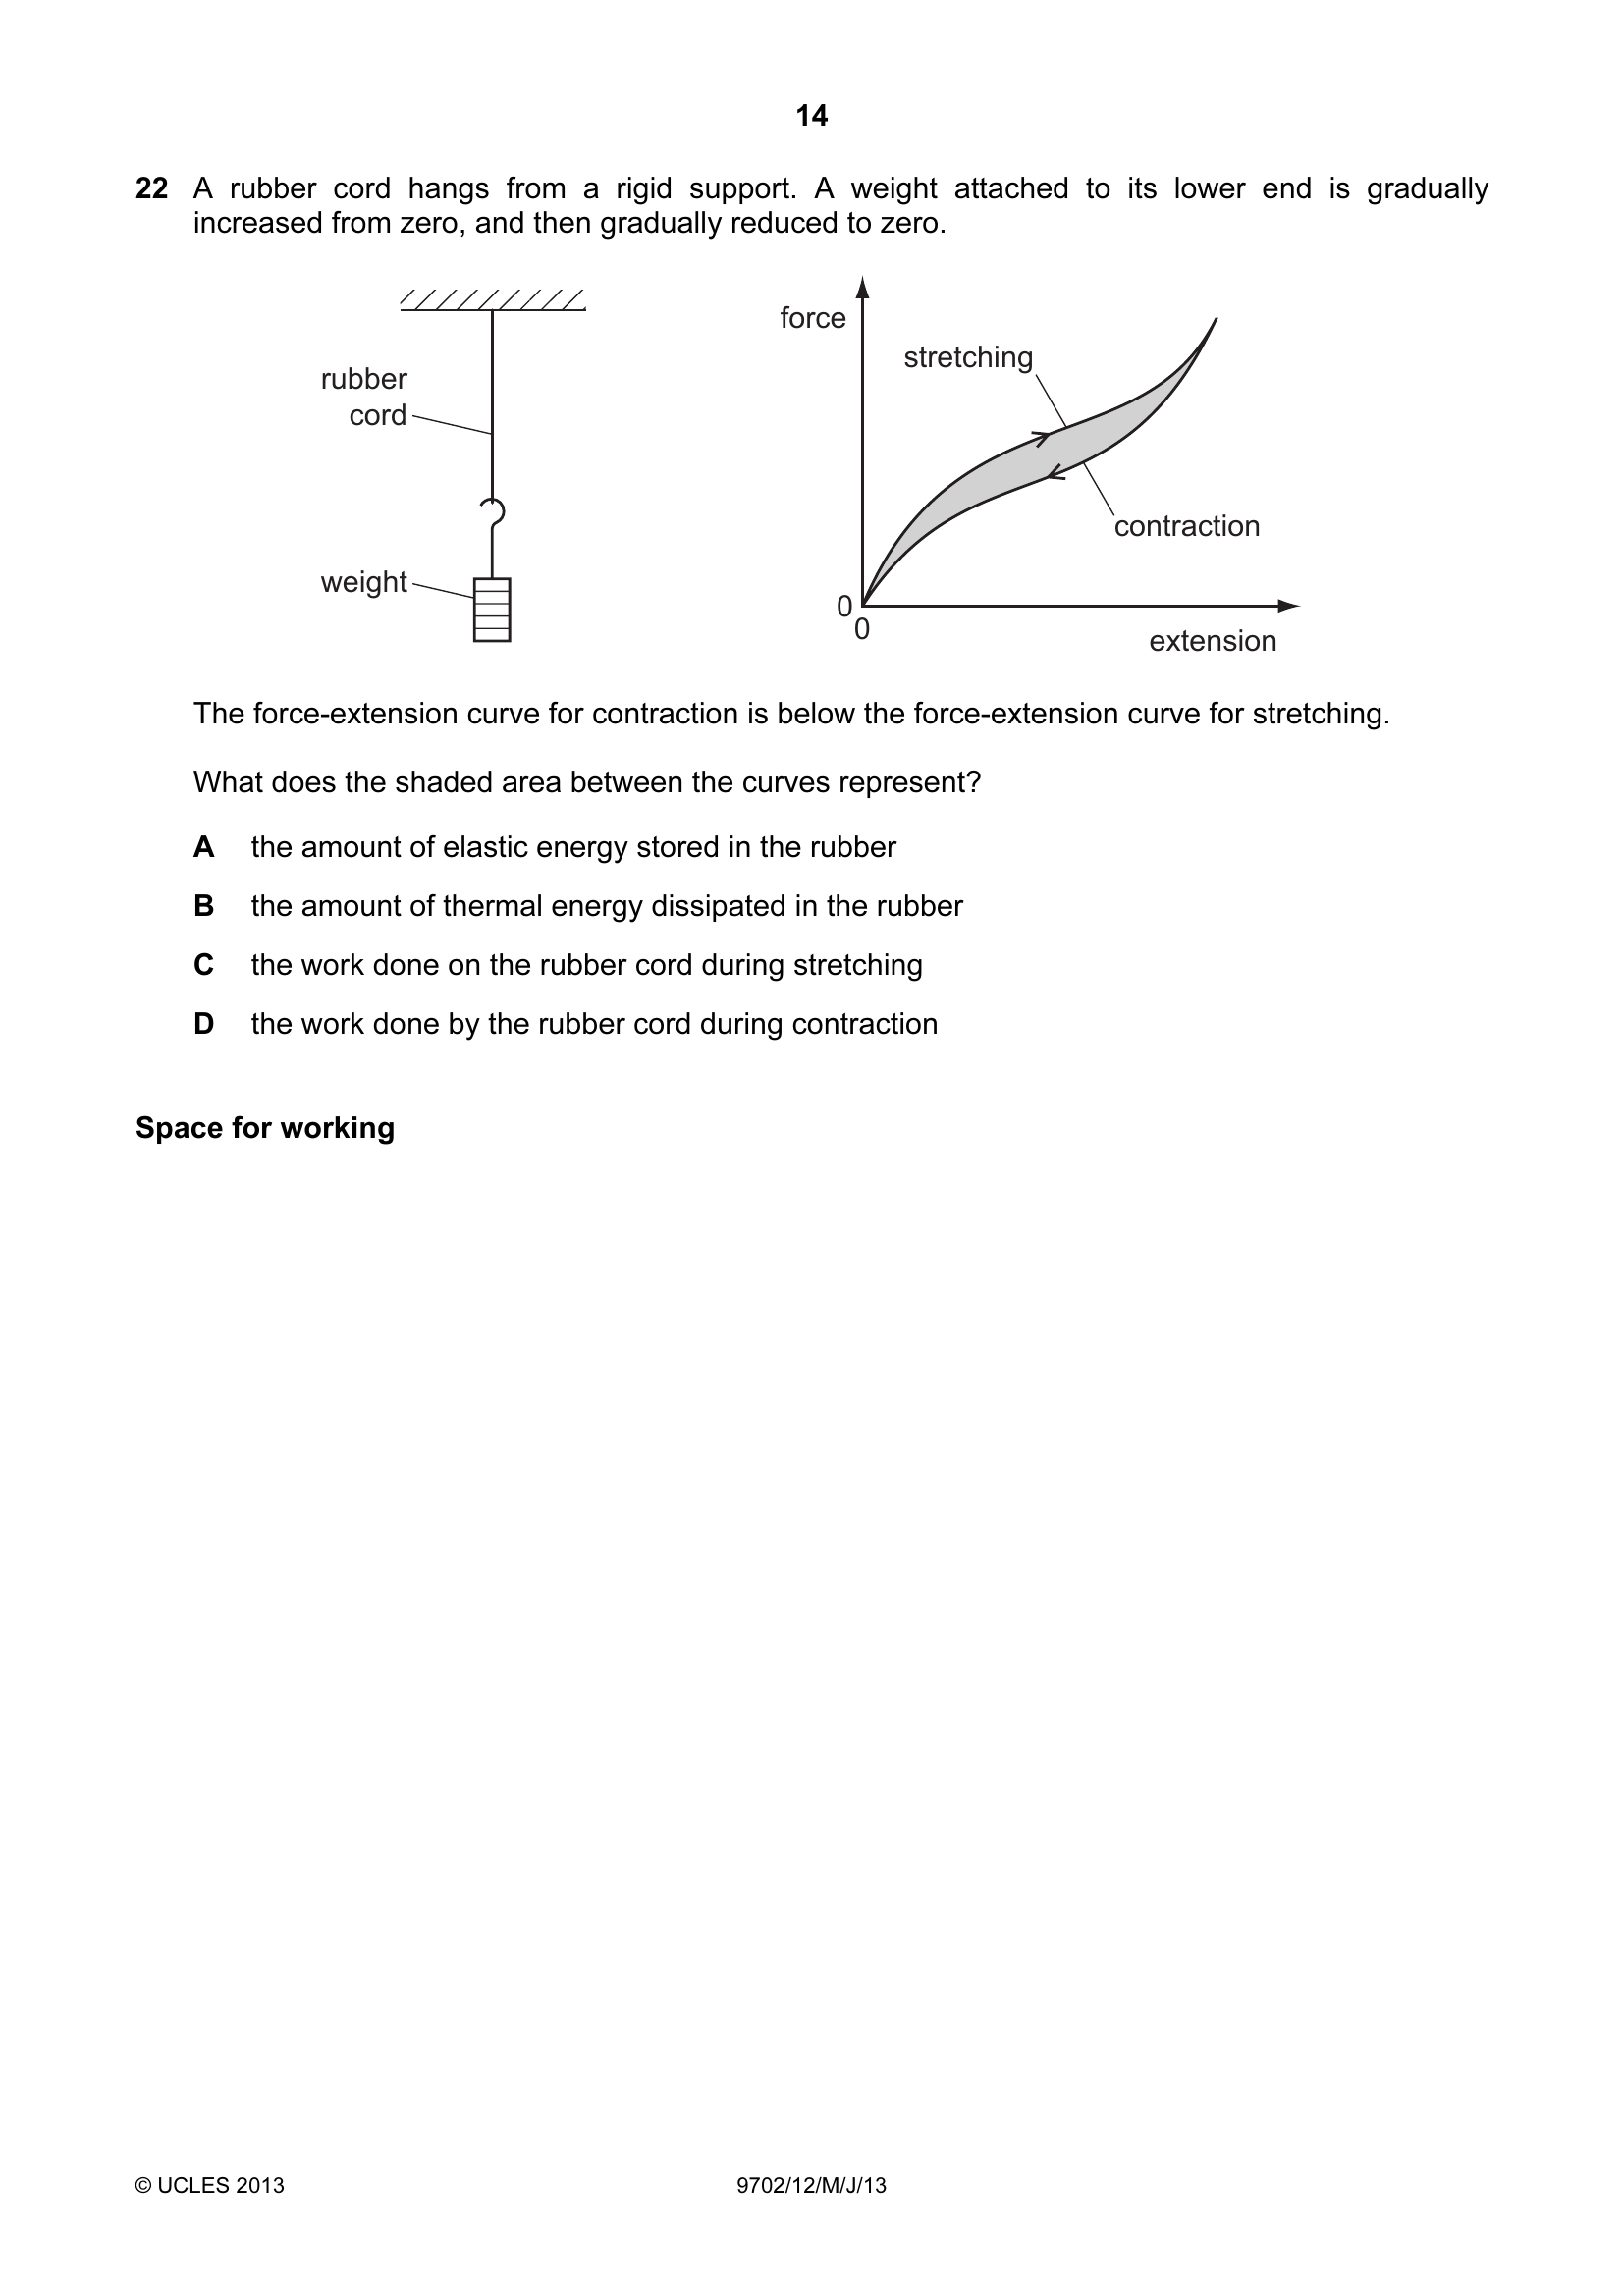 14
22 A rubber cord hangs from a rigid support. A weight attached to its lower end is gradually
increased from zero, and then gradually reduced to zero.
rubber
cord
weight
force
stretching
contraction
0
0
extension
The force-extension curve for contraction is below the force-extension curve for stretching.
What does the shaded area between the curves represent?
A the amount of elastic energy stored in the rubber
B the amount of thermal energy dissipated in the rubber
C the work done on the rubber cord during stretching
D the work done by the rubber cord during contraction
Space for working
© UCLES 2013 9702/12/M/J/13